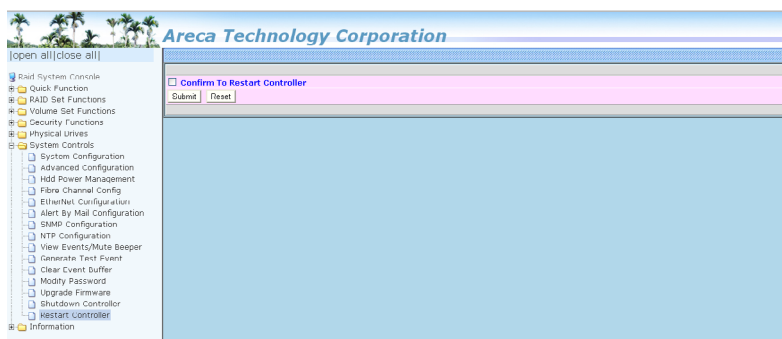 Areca Technology Corporation
|open all|close all|
Raid System Console
Quick Function
RAID Set Functions
Volume Set Functions
Security Functions
Physical Drives
System Controls
System Configuration
Advanced Configuration
Hdd Power Management
Fibre Channel Config
EtherNet Configuration
Alert By Mail Configuration
SNMP Configuration
NTP Configuration
View Events/Mute Beeper
Generate Test Event
Clear Event Buffer
Modify Password
Upgrade Firmware
Shutdown Controller
Restart Controller
Information
Confirm To Restart Controller
Submit Reset